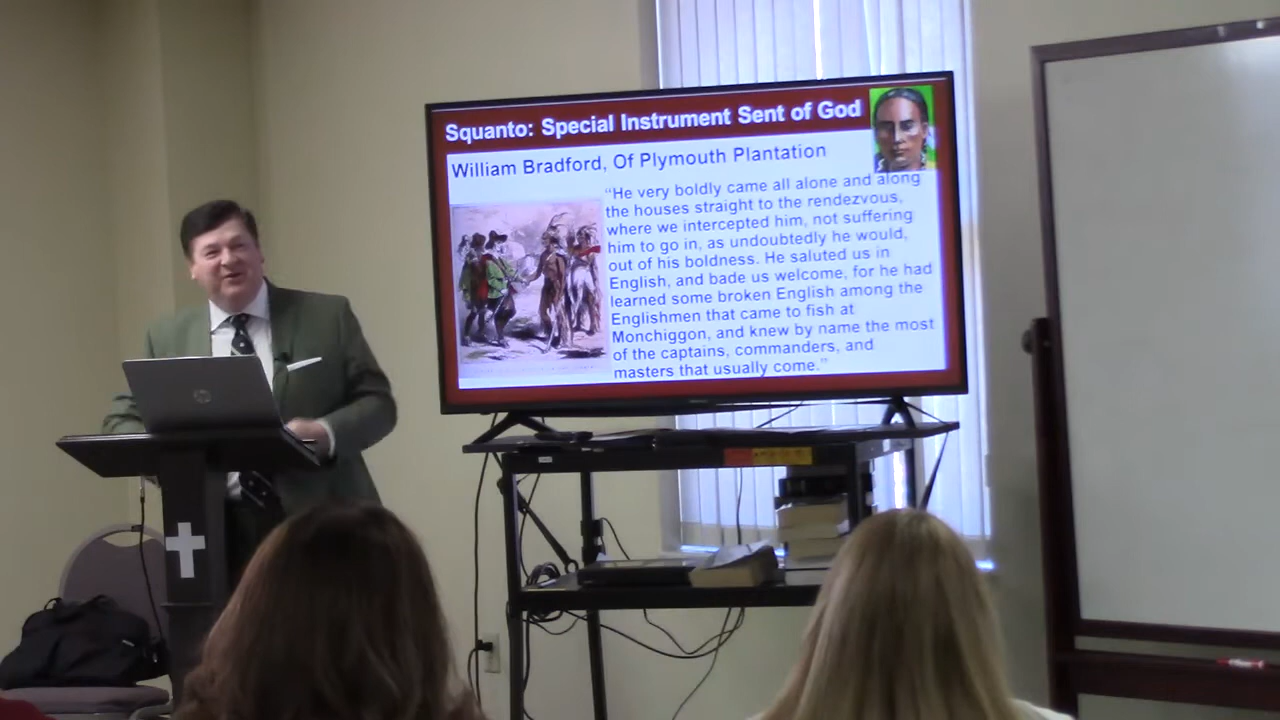 Squanto: Special Instrument Sent of God
William Bradford, Of Plymouth Plantation
“He very boldly came all alone and along
the houses straight to the rendezvous,
where we intercepted him, not suffering
him to go in, as undoubtedly he would,
out of his boldness. He saluted us in
English, and bade us welcome, for he had
learned some broken English among the
Englishmen that came to fish at
Monchiggon, and knew by name the most
of the captains, commanders, and
masters that usually come.”
hp